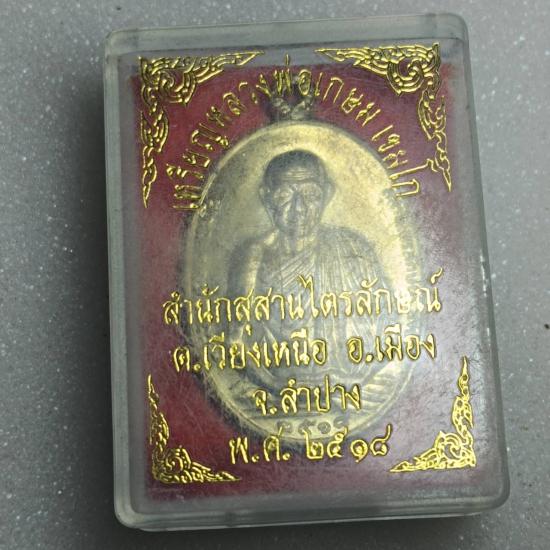 เหรียญหลวงพ่อเกษม เขมโก
สำนักสุสานไตรลักษณ์
ต.เวียงเหนือ อ.เมือง
จ.ลำปาง
พ.ศ. ๒๕๑๘